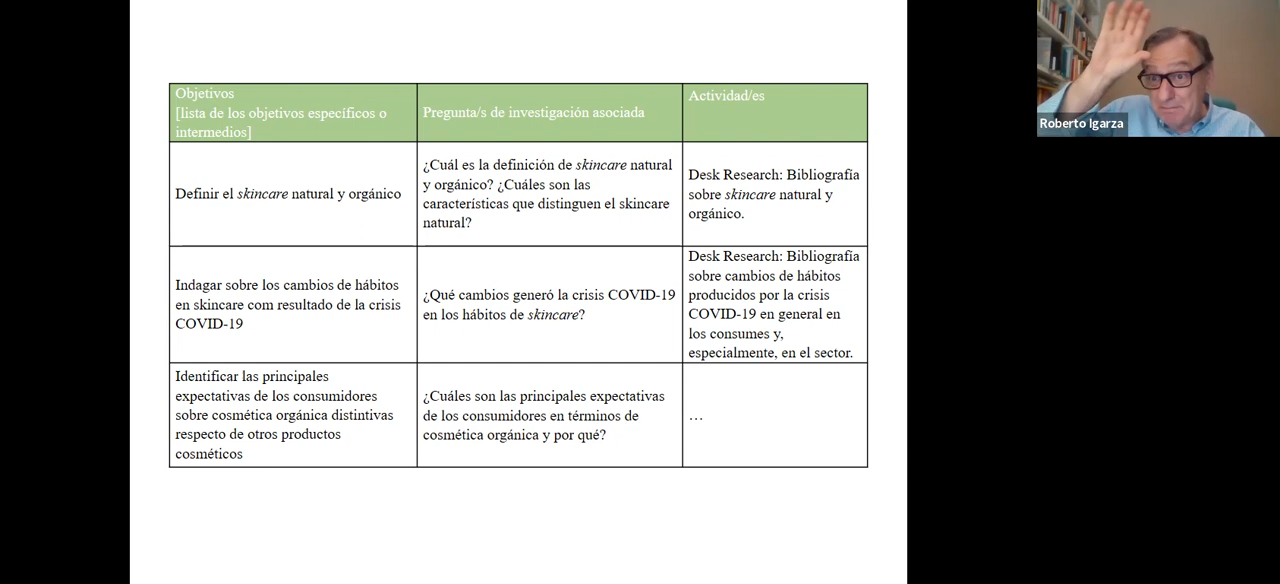 Objetivos
[lista de los objetivos específicos o
intermedios]
Pregunta/s de investigación asociada
Actividad/es
Definir el skincare natural y orgánico
¿Cuál es la definición de skincare natural
y orgánico? ¿Cuáles son las
características que distinguen el skincare
natural?
Desk Research: Bibliografía
sobre skincare natural y
orgánico.
Indagar sobre los cambios de hábitos
en skincare com resultado de la crisis
COVID-19
¿Qué cambios generó la crisis COVID-19
en los hábitos de skincare?
Desk Research: Bibliografía
sobre cambios de hábitos
producidos por la crisis
COVID-19 en general en
los consumes y,
especialmente, en el sector.
Identificar las principales
expectativas de los consumidores
sobre cosmética orgánica distintivas
respecto de otros productos
cosméticos
¿Cuáles son las principales expectativas
de los consumidores en términos de
cosmética orgánica y por qué?
…
Roberto Igarza